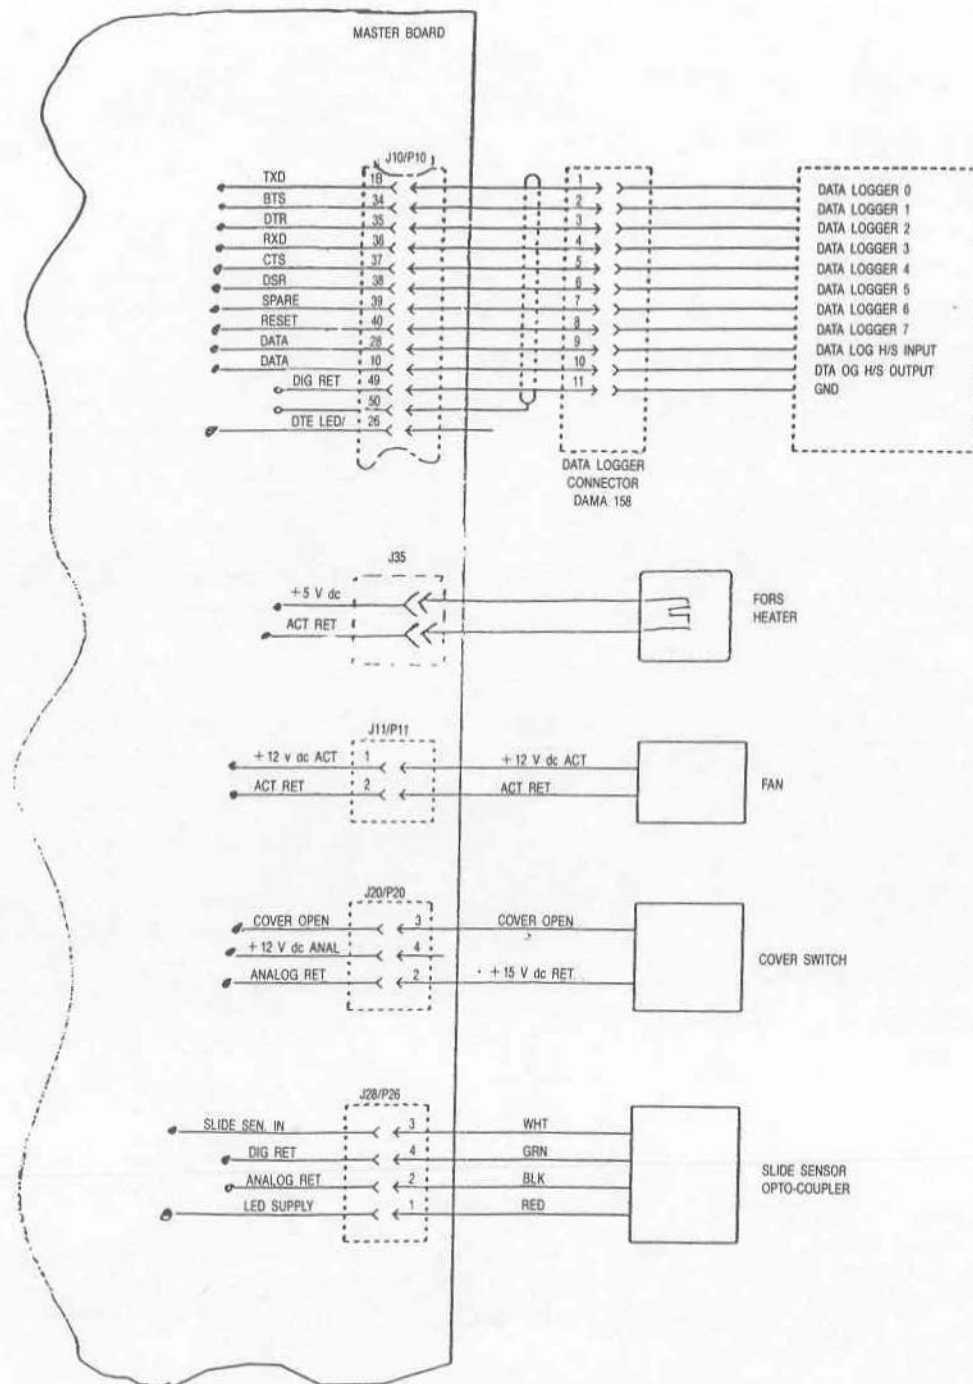 MASTER BOARD
J10/P10
TXD 18 1 DATA LOGGER 0
BTS 34 2 DATA LOGGER 1
DTR 35 3 DATA LOGGER 2
RXD 36 4 DATA LOGGER 3
CTS 37 5 DATA LOGGER 4
DSR 38 6 DATA LOGGER 5
SPARE 39 7 DATA LOGGER 6
RESET 40 8 DATA LOGGER 7
DATA 28 9 DATA LOG H/S INPUT
DATA 10 10 DTA OG H/S OUTPUT
DIG RET 49 11 GND
50
DTE LED/ 26
DATA LOGGER
CONNECTOR
DAMA 158
J35
+5 V dc
ACT RET
FORS
HEATER
J11/P11
+12 v dc ACT 1 +12 v dc ACT
ACT RET 2 ACT RET
FAN
J20/P20
COVER OPEN 3 COVER OPEN
+12 V dc ANAL 4
ANALOG RET 2 +15 V dc RET
COVER SWITCH
J28/P26
SLIDE SEN. IN 3 WHT
DIG RET 4 GRN
ANALOG RET 2 BLK
LED SUPPLY 1 RED
SLIDE SENSOR
OPTO-COUPLER